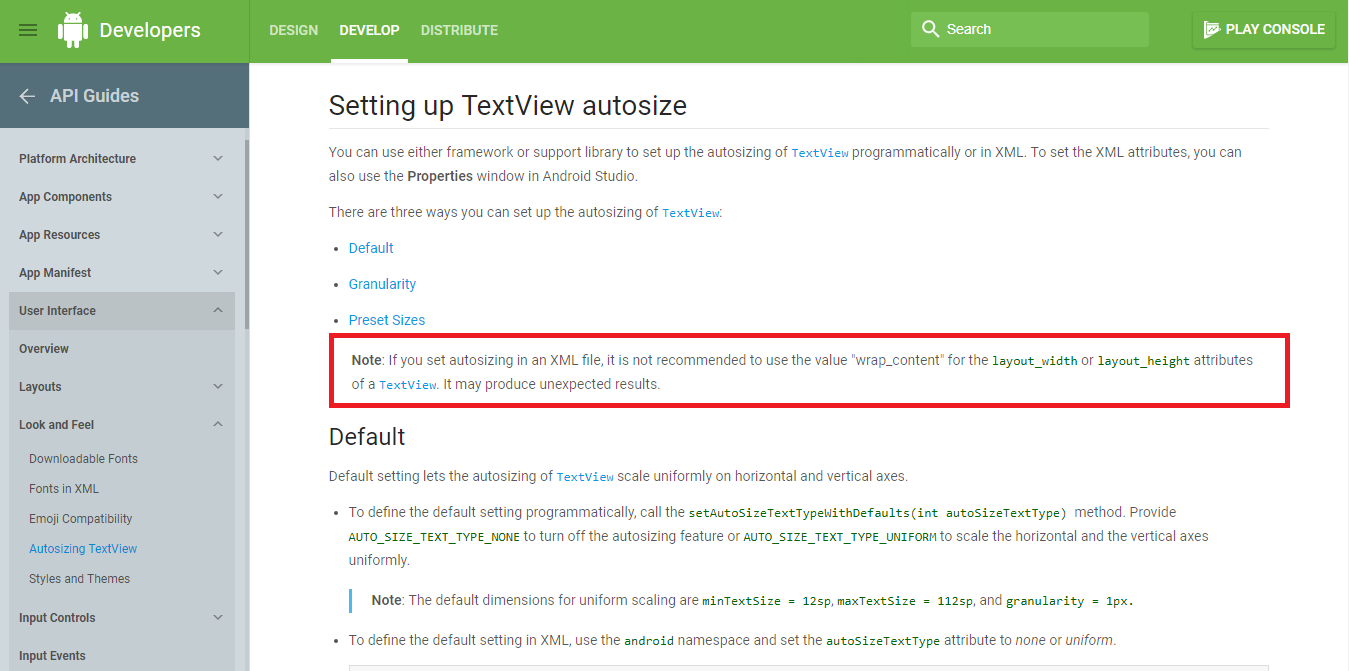 Developers
DESIGN DEVELOP DISTRIBUTE
Search
PLAY CONSOLE
API Guides
Platform Architecture
App Components
App Resources
App Manifest
User Interface
Overview
Layouts
Look and Feel
Downloadable Fonts
Fonts in XML
Emoji Compatibility
Autosizing TextView
Styles and Themes
Input Controls
Input Events
Setting up TextView autosize
You can use either framework or support library to set up the autosizing of TextView programmatically or in XML. To set the XML attributes, you can
also use the Properties window in Android Studio.
There are three ways you can set up the autosizing of TextView:
• Default
• Granularity
• Preset Sizes
Note: If you set autosizing in an XML file, it is not recommended to use the value "wrap_content" for the layout_width or layout_height attributes
of a TextView. It may produce unexpected results.
Default
Default setting lets the autosizing of TextView scale uniformly on horizontal and vertical axes.
• To define the default setting programmatically, call the setAutoSizeTextTypeWithDefaults(int autoSizeTextType) method. Provide
AUTO_SIZE_TEXT_TYPE_NONE to turn off the autosizing feature or AUTO_SIZE_TEXT_TYPE_UNIFORM to scale the horizontal and the vertical axes
uniformly.
Note: The default dimensions for uniform scaling are minTextSize = 12sp, maxTextSize = 112sp, and granularity = 1px.
• To define the default setting in XML, use the android namespace and set the autoSizeTextType attribute to none or uniform.